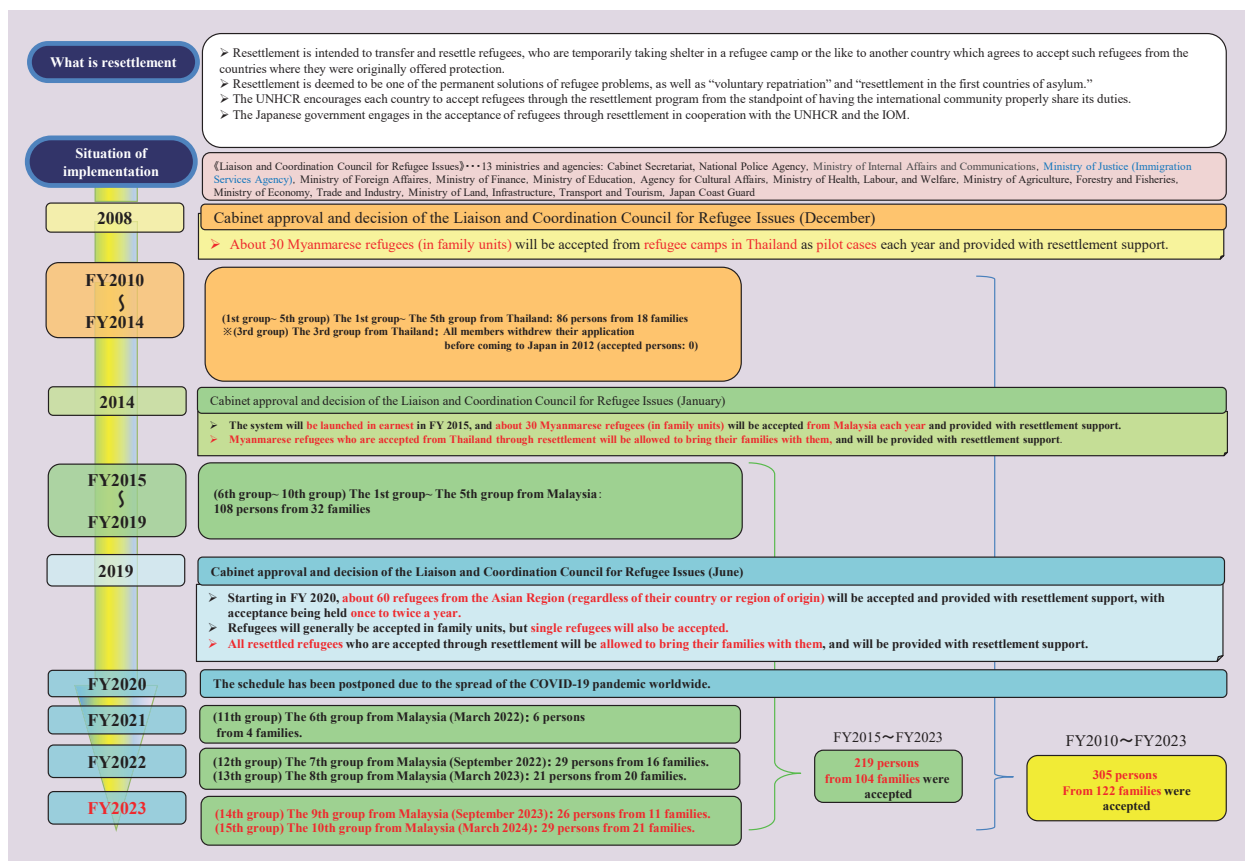 What is resettlement
➢ Resettlement is intended to transfer and resettle refugees, who are temporarily taking shelter in a refugee camp or the like to another country which agrees to accept such refugees from the
countries where they were originally offered protection.
➢ Resettlement is deemed to be one of the permanent solutions of refugee problems, as well as “voluntary repatriation” and “resettlement in the first countries of asylum.”
➢ The UNHCR encourages each country to accept refugees through the resettlement program from the standpoint of having the international community properly share its duties.
➢ The Japanese government engages in the acceptance of refugees through resettlement in cooperation with the UNHCR and the IOM.
Situation of
implementation
《Liaison and Coordination Council for Refugee Issues》･･･13 ministries and agencies: Cabinet Secretariat, National Police Agency, Ministry of Internal Affairs and Communications, Ministry of Justice (Immigration
Services Agency), Ministry of Foreign Affairs, Ministry of Finance, Ministry of Education, Agency for Cultural Affairs, Ministry of Health, Labour, and Welfare, Ministry of Agriculture, Forestry and Fisheries,
Ministry of Economy, Trade and Industry, Ministry of Land, Infrastructure, Transport and Tourism, Japan Coast Guard
2008
Cabinet approval and decision of the Liaison and Coordination Council for Refugee Issues (December)
➢ About 30 Myanmarese refugees (in family units) will be accepted from refugee camps in Thailand as pilot cases each year and provided with resettlement support.
FY2010
～
FY2014
(1st group~ 5th group) The 1st group~ The 5th group from Thailand: 86 persons from 18 families
※(3rd group) The 3rd group from Thailand： All members withdrew their application
before coming to Japan in 2012 (accepted persons: 0)
2014
Cabinet approval and decision of the Liaison and Coordination Council for Refugee Issues (January)
➢ The system will be launched in earnest in FY 2015, and about 30 Myanmarese refugees (in family units) will be accepted from Malaysia each year and provided with resettlement support.
➢ Myanmarese refugees who are accepted from Thailand through resettlement will be allowed to bring their families with them, and will be provided with resettlement support.
FY2015
～
FY2019
(6th group~ 10th group) The 1st group~ The 5th group from Malaysia：
108 persons from 32 families
2019
Cabinet approval and decision of the Liaison and Coordination Council for Refugee Issues (June)
➢ Starting in FY 2020, about 60 refugees from the Asian Region (regardless of their country or region of origin) will be accepted and provided with resettlement support, with
acceptance being held once to twice a year.
➢ Refugees will generally be accepted in family units, but single refugees will also be accepted.
➢ All resettled refugees who are accepted through resettlement will be allowed to bring their families with them, and will be provided with resettlement support.
FY2020
The schedule has been postponed due to the spread of the COVID-19 pandemic worldwide.
FY2021
(11th group) The 6th group from Malaysia (March 2022)：6 persons
from 4 families.
FY2022
(12th group) The 7th group from Malaysia (September 2022)：29 persons from 16 families.
(13th group) The 8th group from Malaysia (March 2023)：21 persons from 20 families.
FY2023
(14th group) The 9th group from Malaysia (September 2023)：26 persons from 11 families.
(15th group) The 10th group from Malaysia (March 2024)：29 persons from 21 families.
FY2015～FY2023
219 persons
from 104 families were
accepted
FY2010～FY2023
305 persons
From 122 families were
accepted